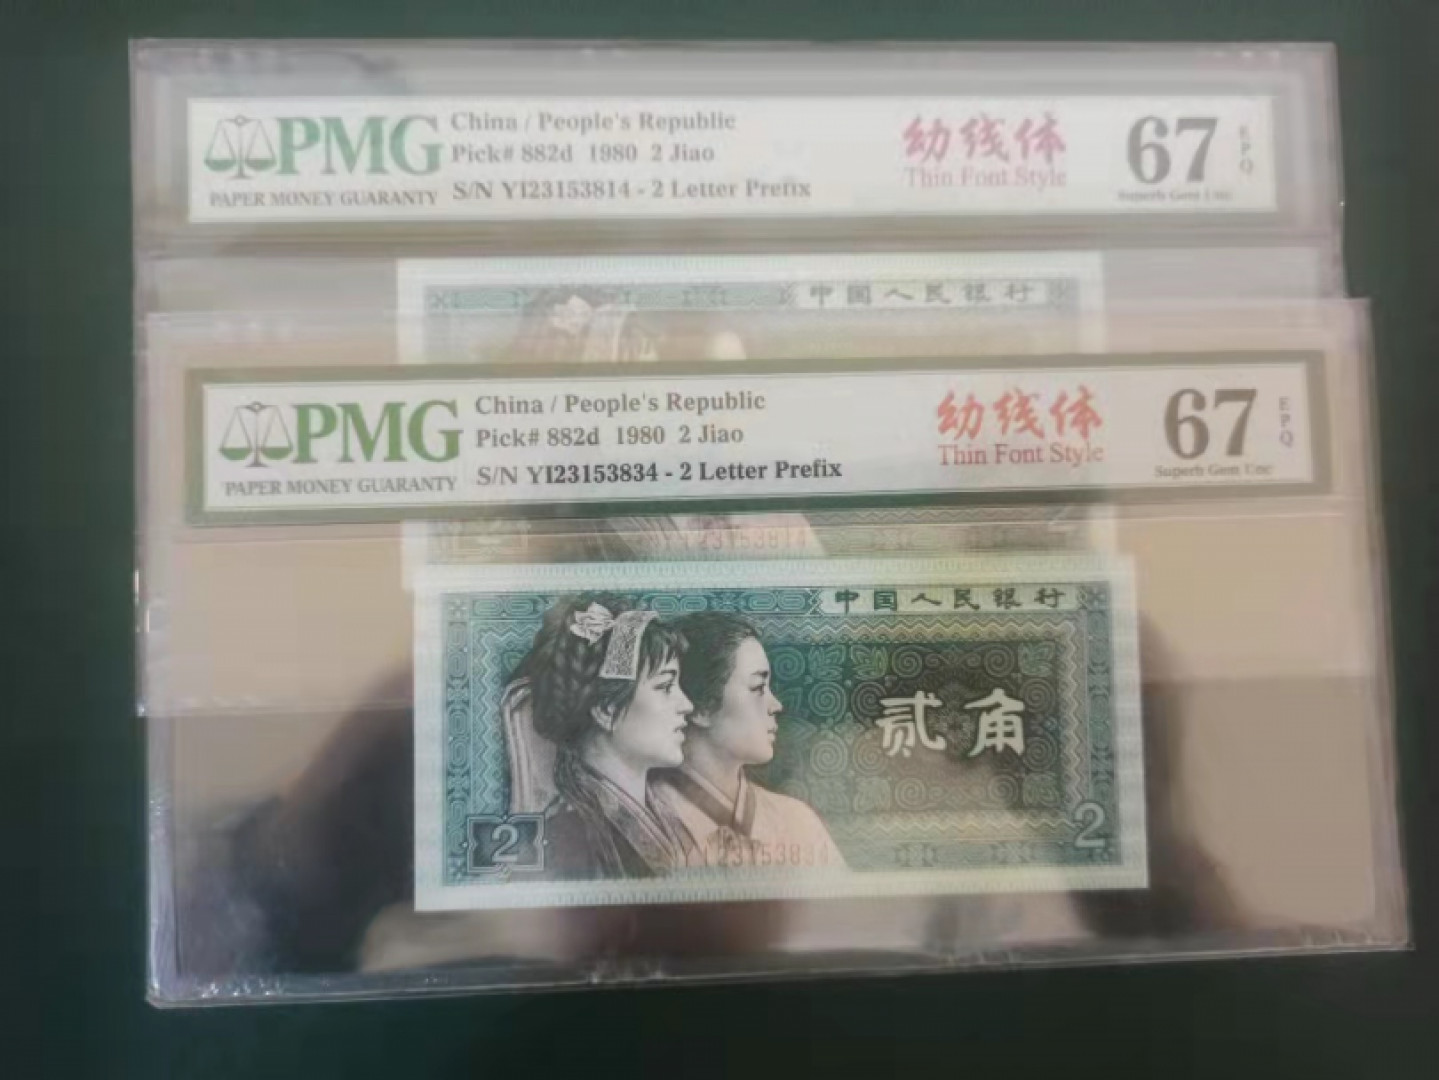 PMG
PAPER MONEY GUARANTY
China / People's Republic
Pick# 882d 1980 2 Jiao
S/N YI23153814 - 2 Letter Prefix
幼线体
Thin Font Style
67
EPQ
Superb Gem Unc
中国人民银行
PMG
PAPER MONEY GUARANTY
China / People's Republic
Pick# 882d 1980 2 Jiao
S/N YI23153834 - 2 Letter Prefix
幼线体
Thin Font Style
67
EPQ
Superb Gem Unc
2
YI23153814
中国人民银行
贰角
2
2
YI23153834